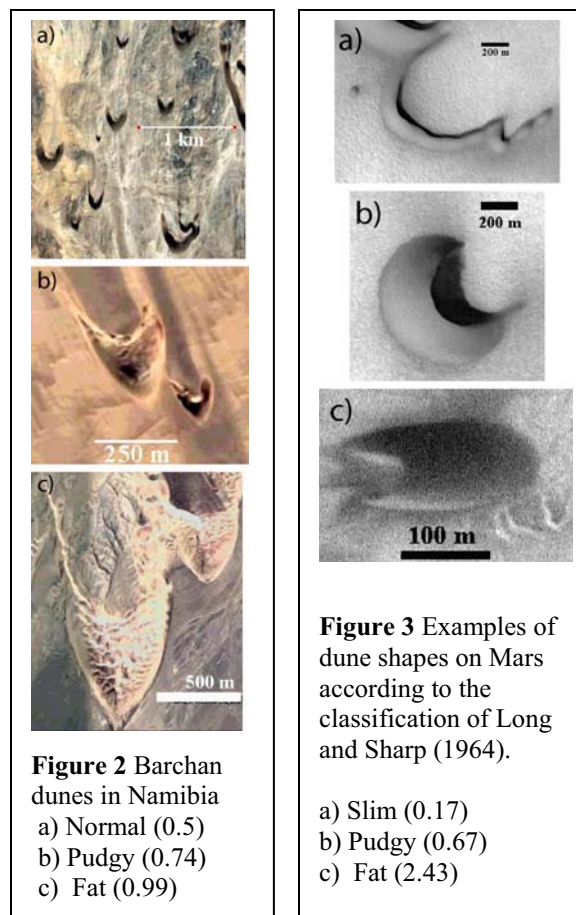 a)
1 km
b)
250 m
c)
500 m
Figure 2 Barchan
dunes in Namibia
a) Normal (0.5)
b) Pudgy (0.74)
c) Fat (0.99)
a)
200 m
b)
200 m
c)
100 m
Figure 3 Examples of
dune shapes on Mars
according to the
classification of Long
and Sharp (1964).
a) Slim (0.17)
b) Pudgy (0.67)
c) Fat (2.43)